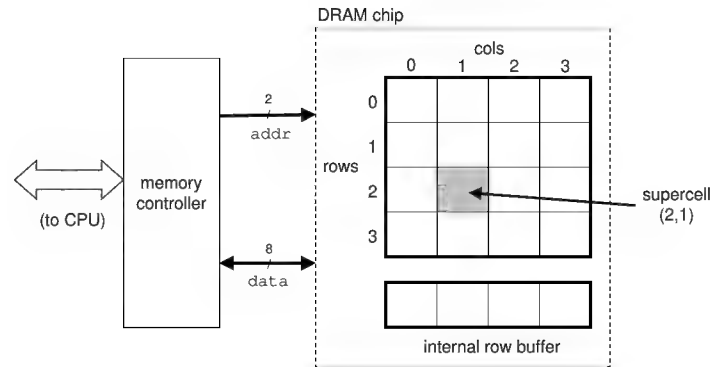 DRAM chip
cols
0 1 2 3
2
addr
0
1
rows
2
3
memory
controller
(to CPU)
supercell
(2,1)
8
data
internal row buffer